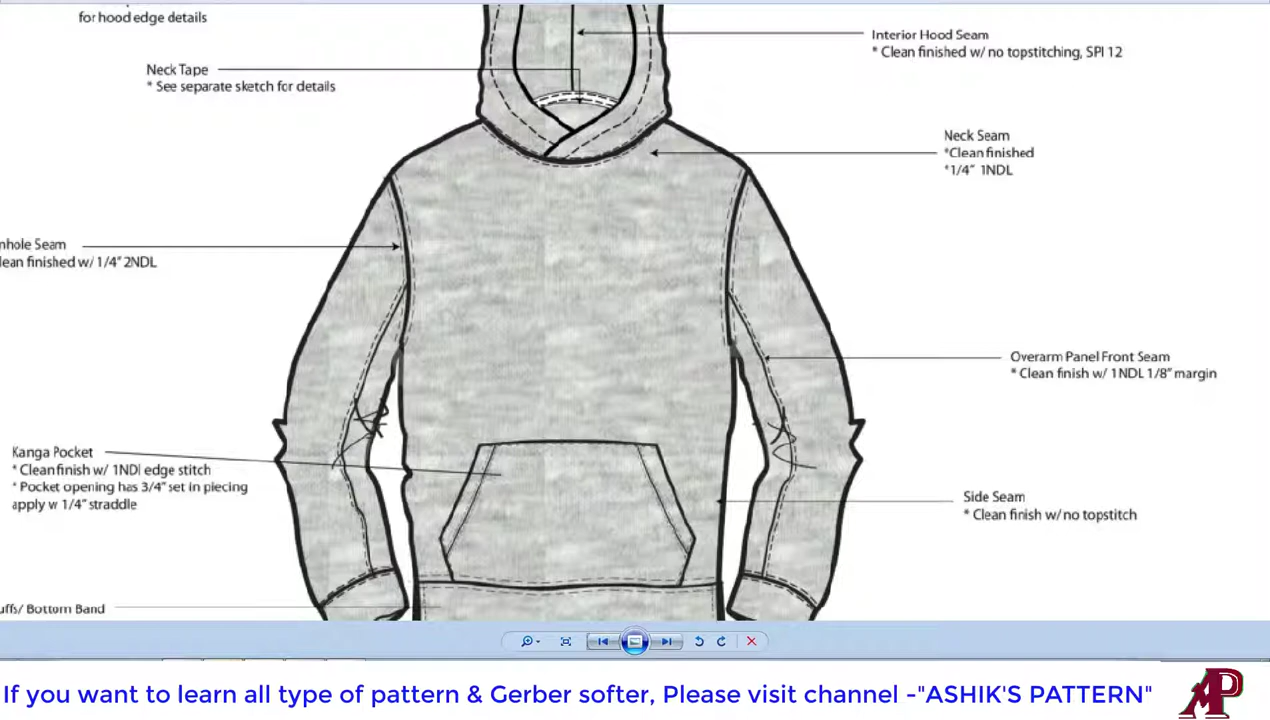 for hood edge details
Interior Hood Seam
* Clean finished w/ no topstitching, SPI 12
Neck Tape
* See separate sketch for details
Neck Seam
*Clean finished
*1/4" 1NDL
nhole Seam
lean finished w/ 1/4" 2NDL
Overarm Panel Front Seam
* Clean finish w/ 1NDL 1/8" margin
Kanga Pocket
* Clean finish w/ 1NDl edge stitch
* Pocket opening has 3/4" set in piecing
apply w 1/4" straddle
Side Seam
* Clean finish w/ no topstitch
uffs/ Bottom Band
If you want to learn all type of pattern & Gerber softer, Please visit channel -"ASHIK'S PATTERN"
AP